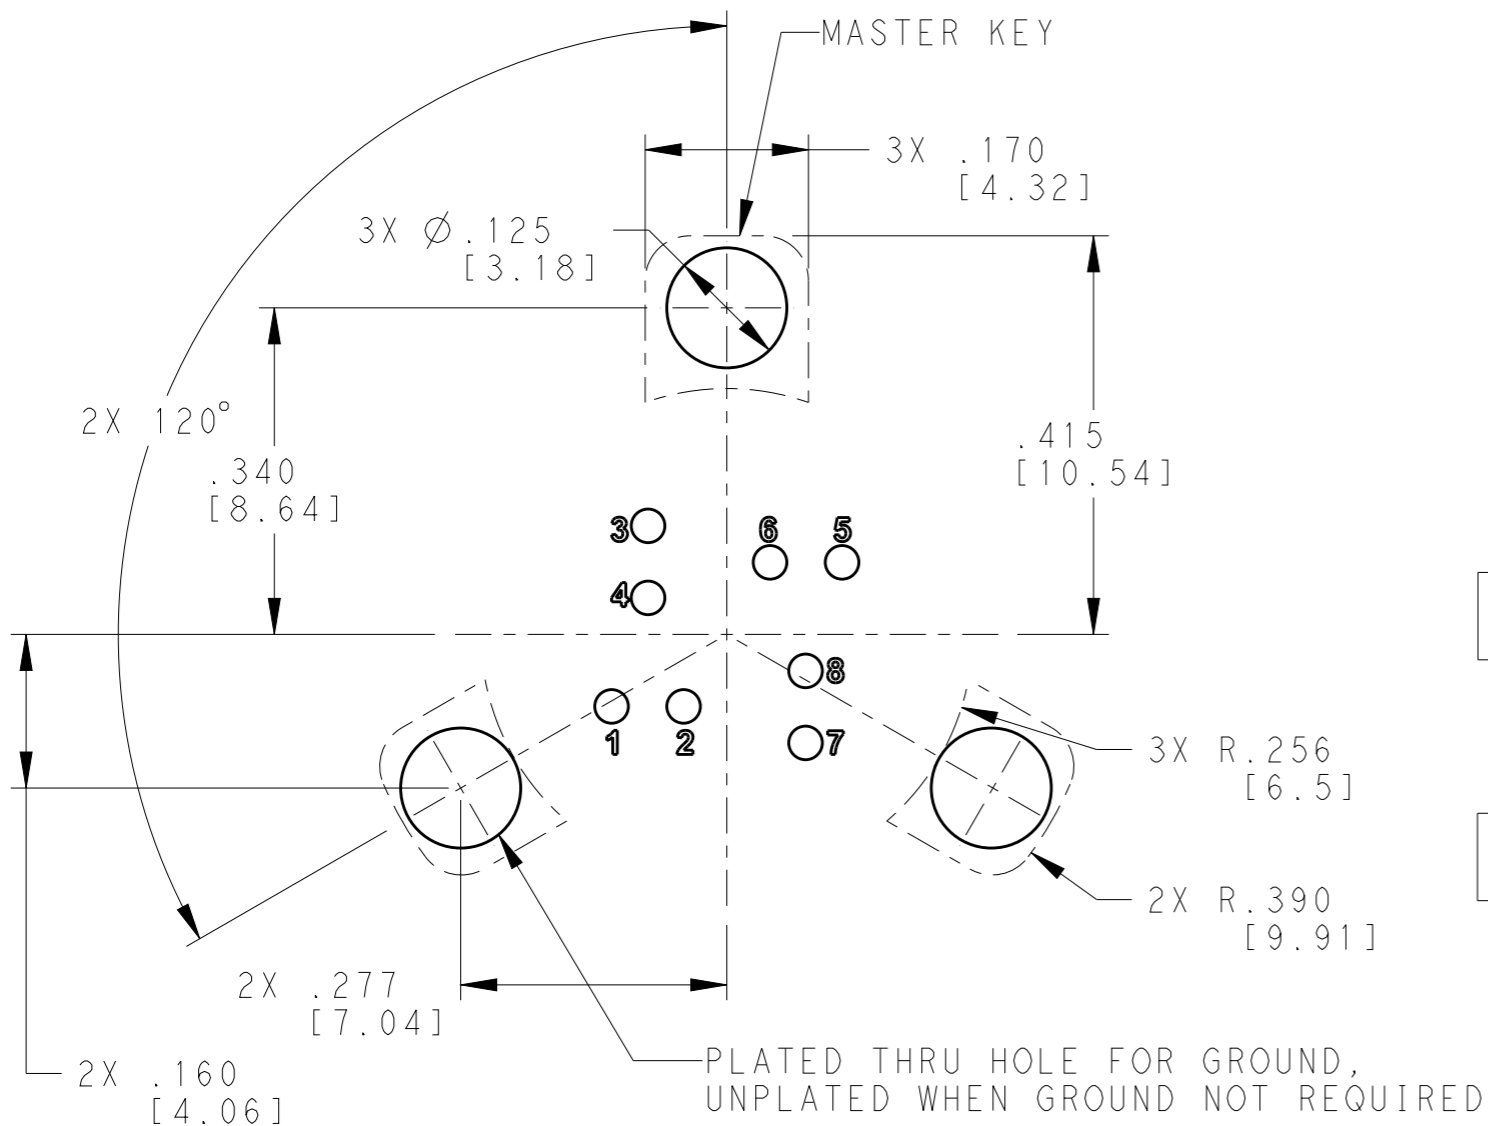 MASTER KEY
3X .170
[4.32]
3X Ø.125
[3.18]
2X 120°
.340
[8.64]
.415
[10.54]
3
6
5
4
8
1
2
7
3X R.256
[6.5]
2X R.390
[9.91]
2X .277
[7.04]
2X .160
[4.06]
PLATED THRU HOLE FOR GROUND,
UNPLATED WHEN GROUND NOT REQUIRED